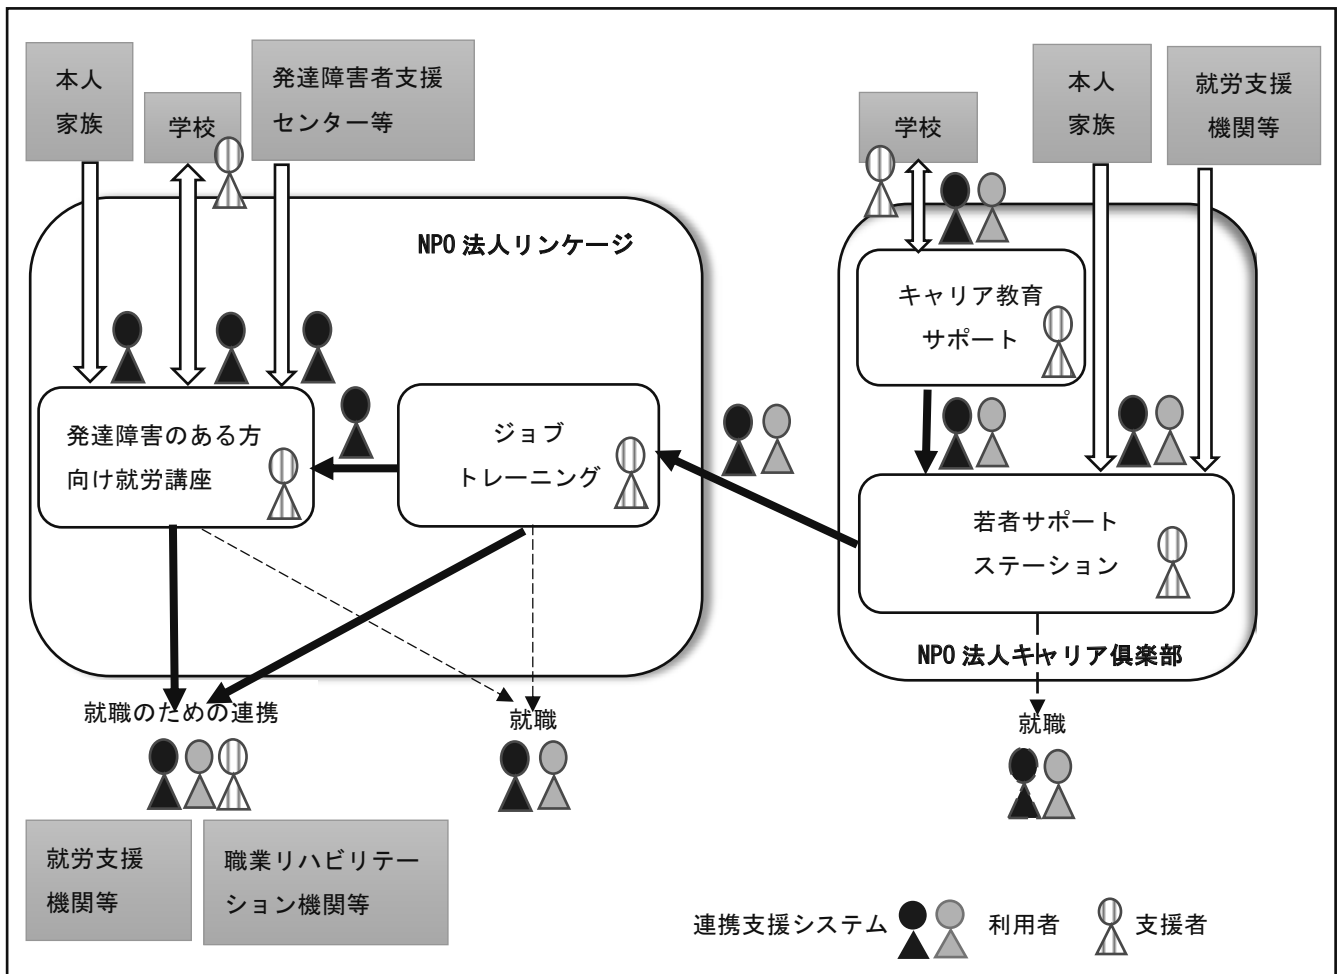 本人
家族
学校
発達障害者支援
センター等
学校
本人
家族
就労支援
機関等
NPO 法人リンケージ
キャリア教育
サポート
発達障害のある方
向け就労講座
ジョブ
トレーニング
若者サポート
ステーション
NPO 法人キャリア倶楽部
就職のための連携
就職
就職
就労支援
機関等
職業リハビリテー
ション機関等
連携支援システム
利用者
支援者